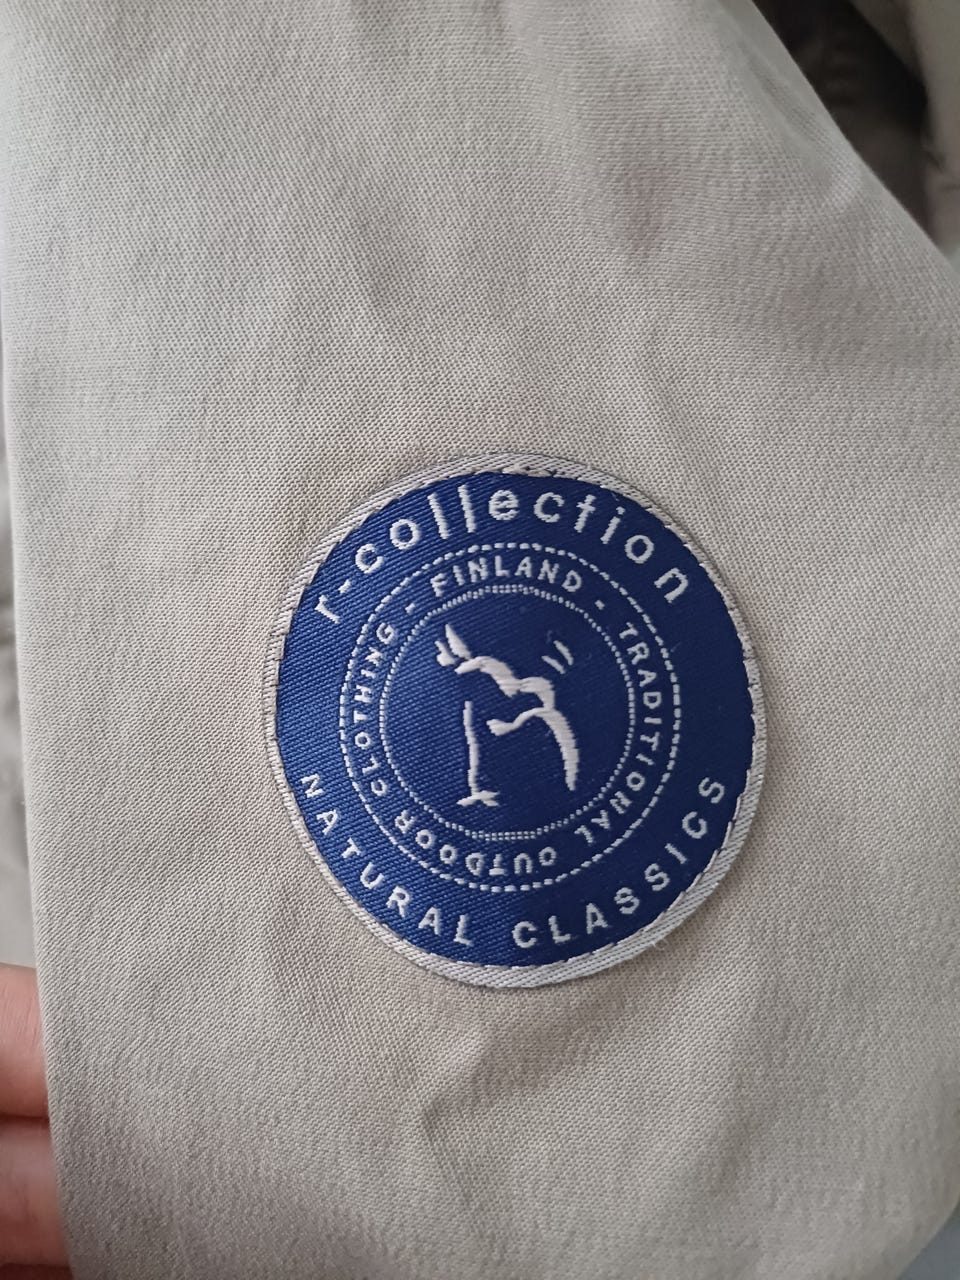 r-collection
- FINLAND - TRADITIONAL OUTDOOR CLOTHING
NATURAL CLASSICS